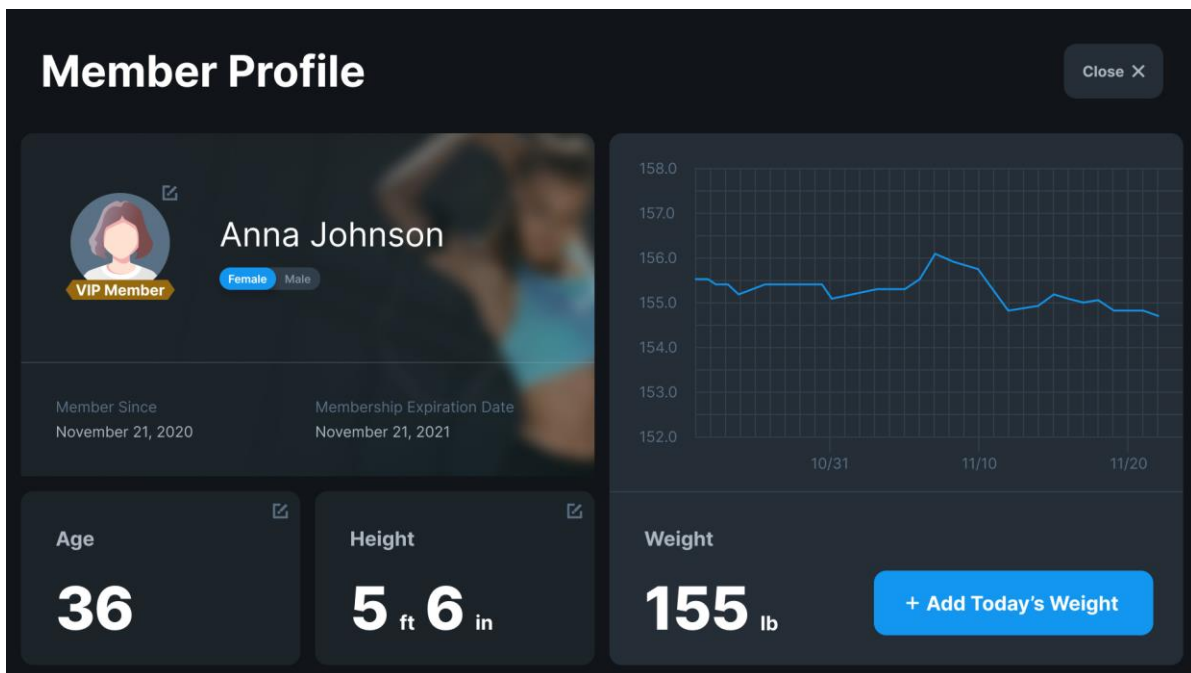 Member Profile
Close
VIP Member
Anna Johnson
Female Male
Member Since
November 21, 2020
Membership Expiration Date
November 21, 2021
158.0
157.0
156.0
155.0
154.0
153.0
152.0
10/31 11/10 11/20
Age
36
Height
5 ft 6 in
Weight
155 lb
+ Add Today’s Weight